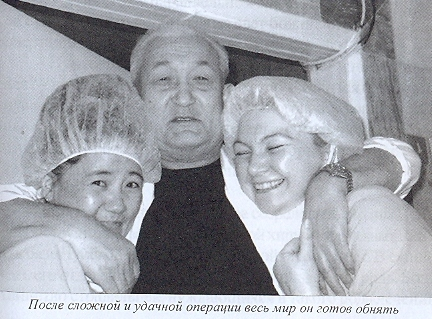 После сложной и удачной операции весь мир он готов обнять